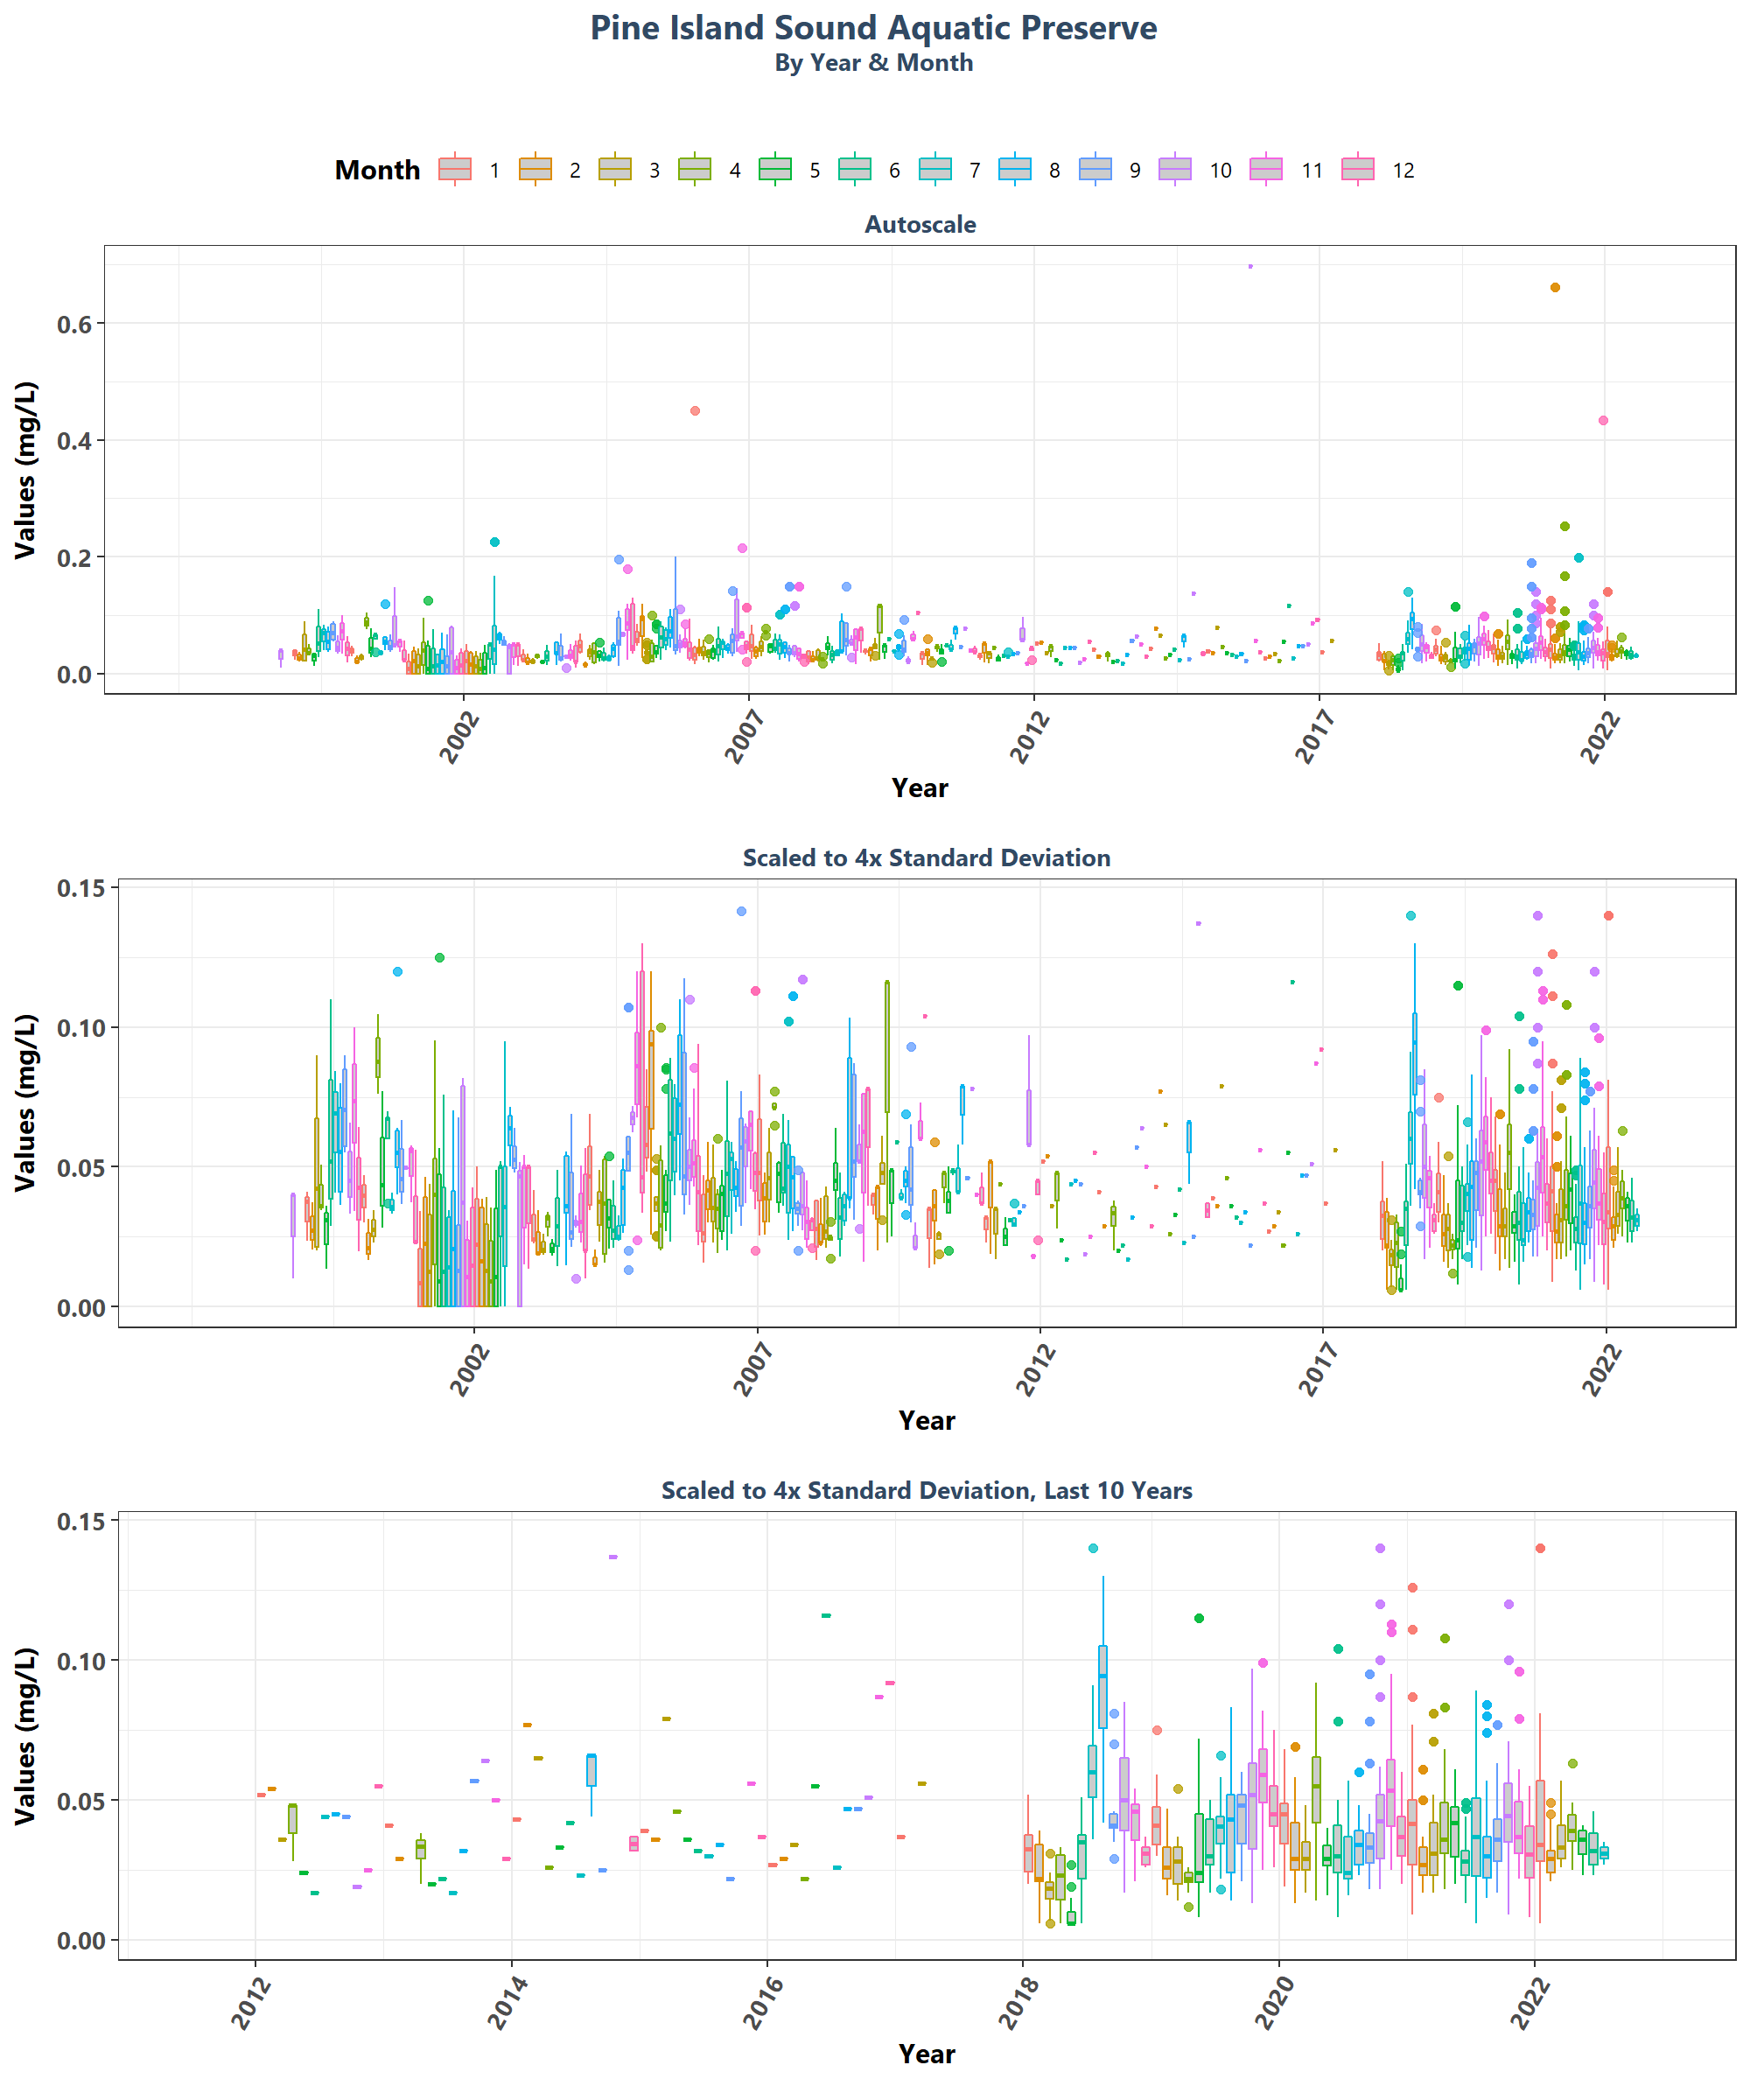 Pine Island Sound Aquatic Preserve
By Year & Month
Month 1 2 3 4 5 6 7 8 9 10 11 12
Autoscale
Values (mg/L)
0.6
0.4
0.2
0.0
2002 2007 2012 2017 2022
Year
Scaled to 4x Standard Deviation
Values (mg/L)
0.15
0.10
0.05
0.00
2002 2007 2012 2017 2022
Year
Scaled to 4x Standard Deviation, Last 10 Years
Values (mg/L)
0.15
0.10
0.05
0.00
2012 2014 2016 2018 2020 2022
Year